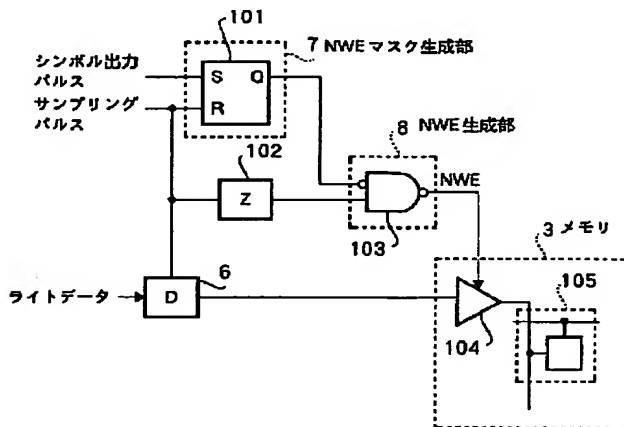 101
7 NWEマスク生成部
シンボル出力
パルス
S Q
サンプリング
パルス
R
102
8 NWE生成部
Z
NWE
103
3 メモリ
6
105
ライトデータ
D
104